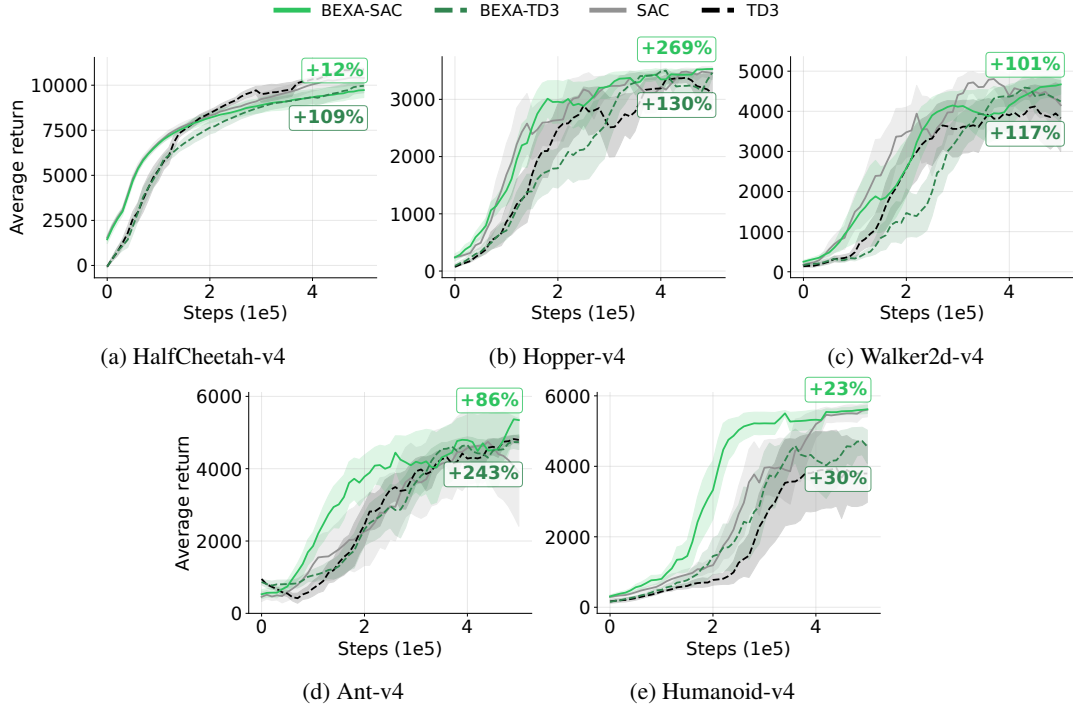 BEXA-SAC BEXA-TD3 SAC TD3
Average return
10000
7500
5000
2500
0
0 2 4
Steps (1e5)
+12%
+109%
(a) HalfCheetah-v4
3000
2000
1000
0
0 2 4
Steps (1e5)
+269%
+130%
(b) Hopper-v4
5000
4000
3000
2000
1000
0
0 2 4
Steps (1e5)
+101%
+117%
(c) Walker2d-v4
Average return
6000
4000
2000
0
0 2 4
Steps (1e5)
+86%
+243%
(d) Ant-v4
6000
4000
2000
0
0 2 4
Steps (1e5)
+23%
+30%
(e) Humanoid-v4